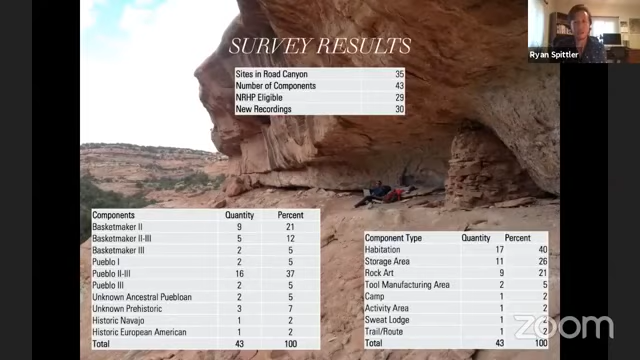 SURVEY RESULTS
Sites in Road Canyon 35
Number of Components 43
NRHP Eligible 29
New Recordings 30
Ryan Spittler
Components Quantity Percent
Basketmaker II 9 21
Basketmaker II-III 5 12
Basketmaker III 2 5
Pueblo I 2 5
Pueblo II-III 16 37
Pueblo III 2 5
Unknown Ancestral Puebloan 2 5
Unknown Prehistoric 3 7
Historic Navajo 1 2
Historic European American 1 2
Total 43 100
Component Type Quantity Percent
Habitation 17 40
Storage Area 11 26
Rock Art 9 21
Tool Manufacturing Area 2 5
Camp 1 2
Activity Area 1 2
Sweat Lodge 1
Trail/Route 1
Total 43 100
zoom